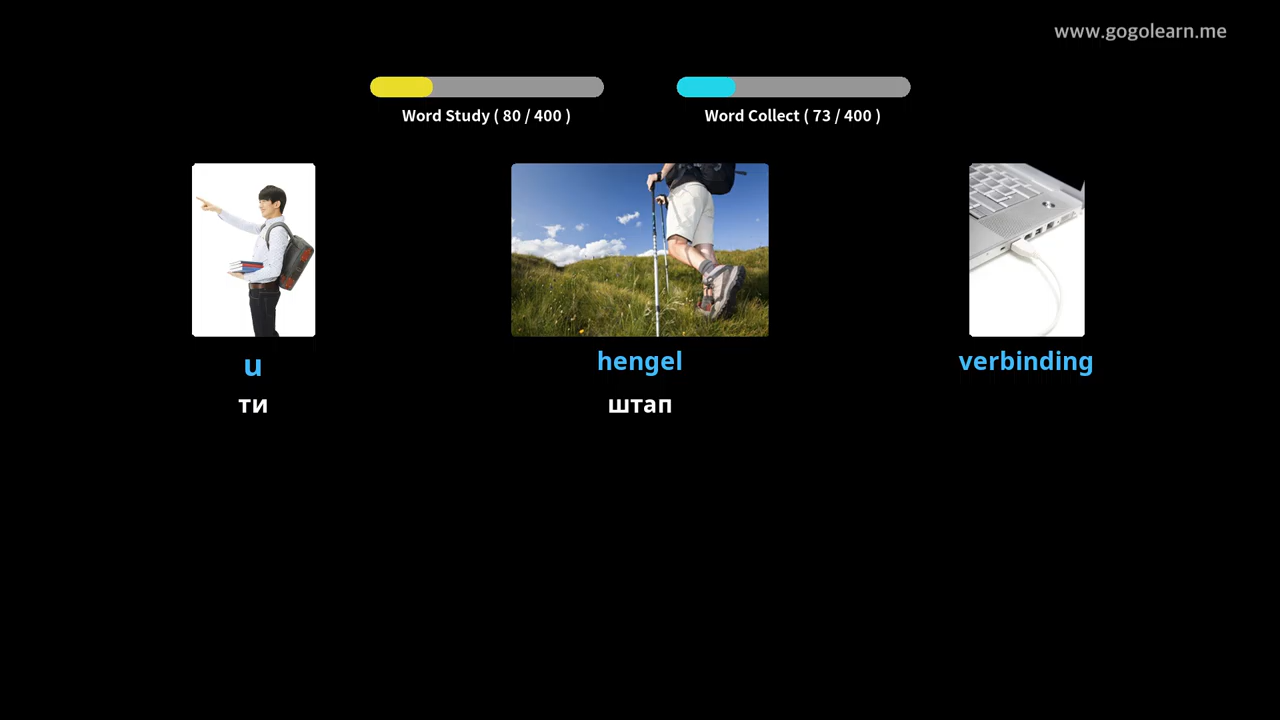 www.gogolearn.me
Word Study ( 80 / 400 )
Word Collect ( 73 / 400 )
u
hengel
verbinding
ти
штап